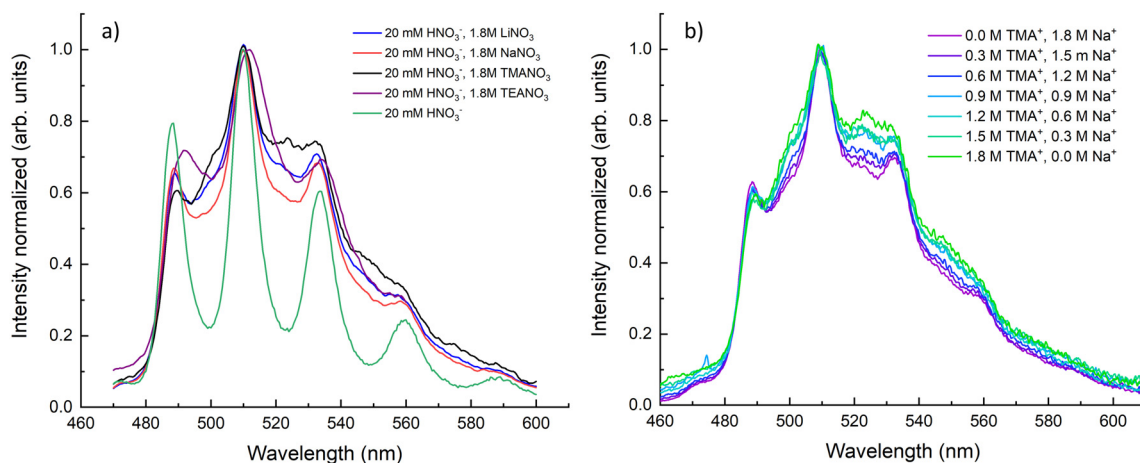 a)
20 mM HNO₃⁻, 1.8M LiNO₃
20 mM HNO₃⁻, 1.8M NaNO₃
20 mM HNO₃⁻, 1.8M TMANO₃
20 mM HNO₃⁻, 1.8M TEANO₃
20 mM HNO₃⁻
Intensity normalized (arb. units)
1.0
0.8
0.6
0.4
0.2
0.0
480 500 520 540 560 580 600
Wavelength (nm)
b)
0.0 M TMA⁺, 1.8 M Na⁺
0.3 M TMA⁺, 1.5 m Na⁺
0.6 M TMA⁺, 1.2 M Na⁺
0.9 M TMA⁺, 0.9 M Na⁺
1.2 M TMA⁺, 0.6 M Na⁺
1.5 M TMA⁺, 0.3 M Na⁺
1.8 M TMA⁺, 0.0 M Na⁺
Intensity normalized (arb. units)
1.0
0.8
0.6
0.4
0.2
0.0
460 480 500 520 540 560 580 600
Wavelength (nm)